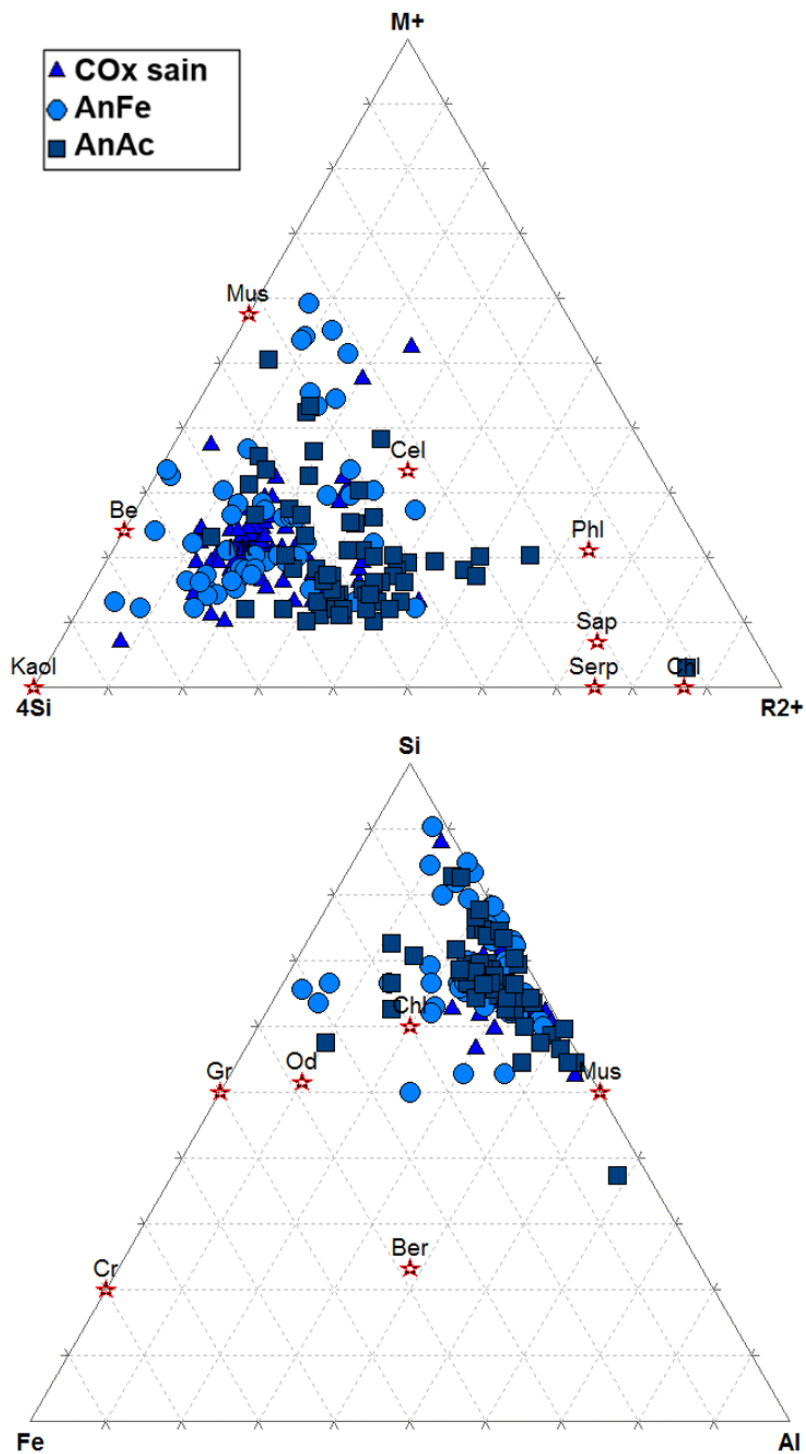 M+
COx sain
AnFe
AnAc
Mus
Cel
Be
Phl
Sap
Kaol
Serp
Chl
4Si
R2+
Si
Chl
Od
Gr
Mus
Ber
Cr
Fe
Al